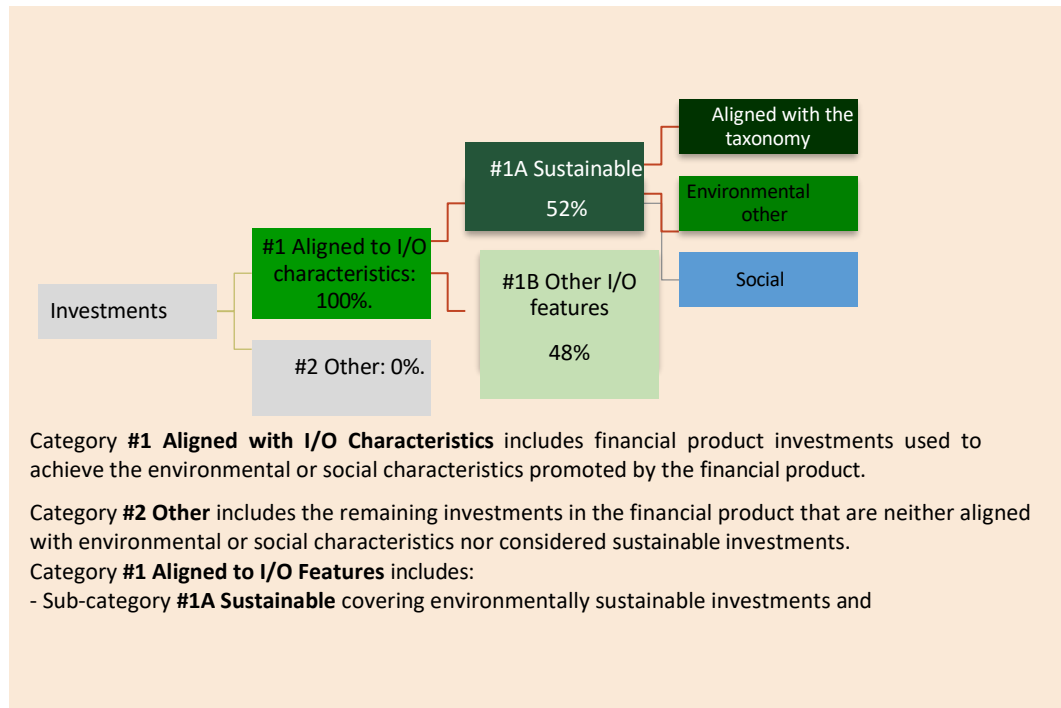 Aligned with the
taxonomy
#1A Sustainable
52%
Environmental
other
#1 Aligned to I/O
characteristics:
100%.
#1B Other I/O
features
48%
Social
Investments
#2 Other: 0%.
Category #1 Aligned with I/O Characteristics includes financial product investments used to
achieve the environmental or social characteristics promoted by the financial product.
Category #2 Other includes the remaining investments in the financial product that are neither aligned
with environmental or social characteristics nor considered sustainable investments.
Category #1 Aligned to I/O Features includes:
- Sub-category #1A Sustainable covering environmentally sustainable investments and